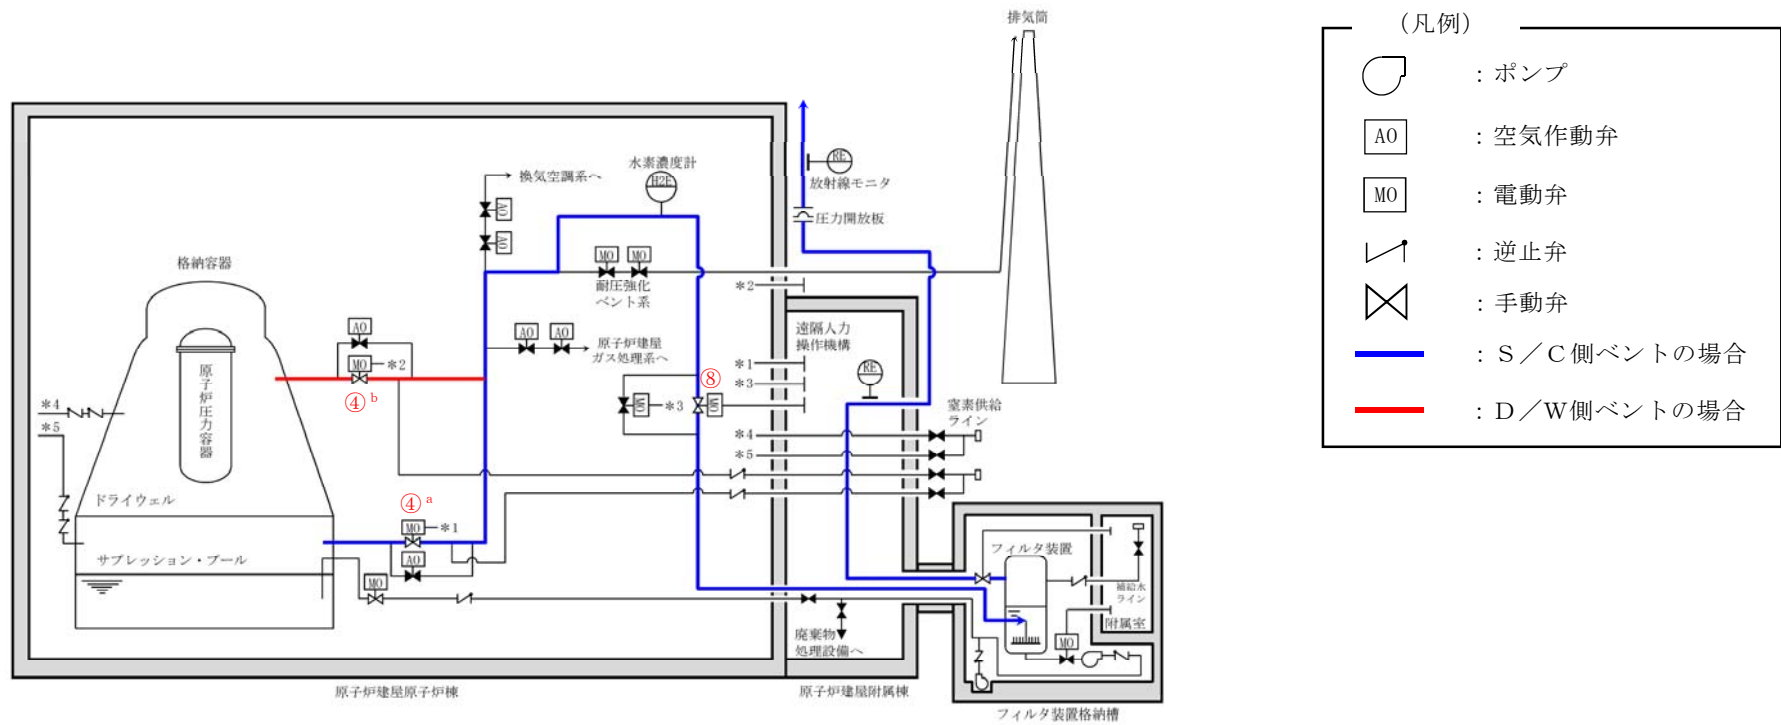 排気筒
水素濃度計
H2E
換気空調系へ
AO
AO
RE
放射線モニタ
圧力開放板
格納容器
MO
MO
耐圧強化
ベント系
*2
AO
MO
*2
④b
AO
AO
原子炉建屋
ガス処理系へ
遠隔人力
操作機構
*1
*3
RE
⑧
MO
*3
MO
原子炉圧力容器
*4
*5
窒素供給
ライン
*4
*5
ドライウェル
④a
MO
*1
AO
サプレッション・プール
MO
フィルタ装置
補給水
ライン
附属室
MO
廃棄物
処理設備へ
原子炉建屋原子炉棟
原子炉建屋附属棟
フィルタ装置格納槽
(凡例)
:ポンプ
AO
:空気作動弁
MO
:電動弁
:逆止弁
:手動弁
:S/C側ベントの場合
:D/W側ベントの場合